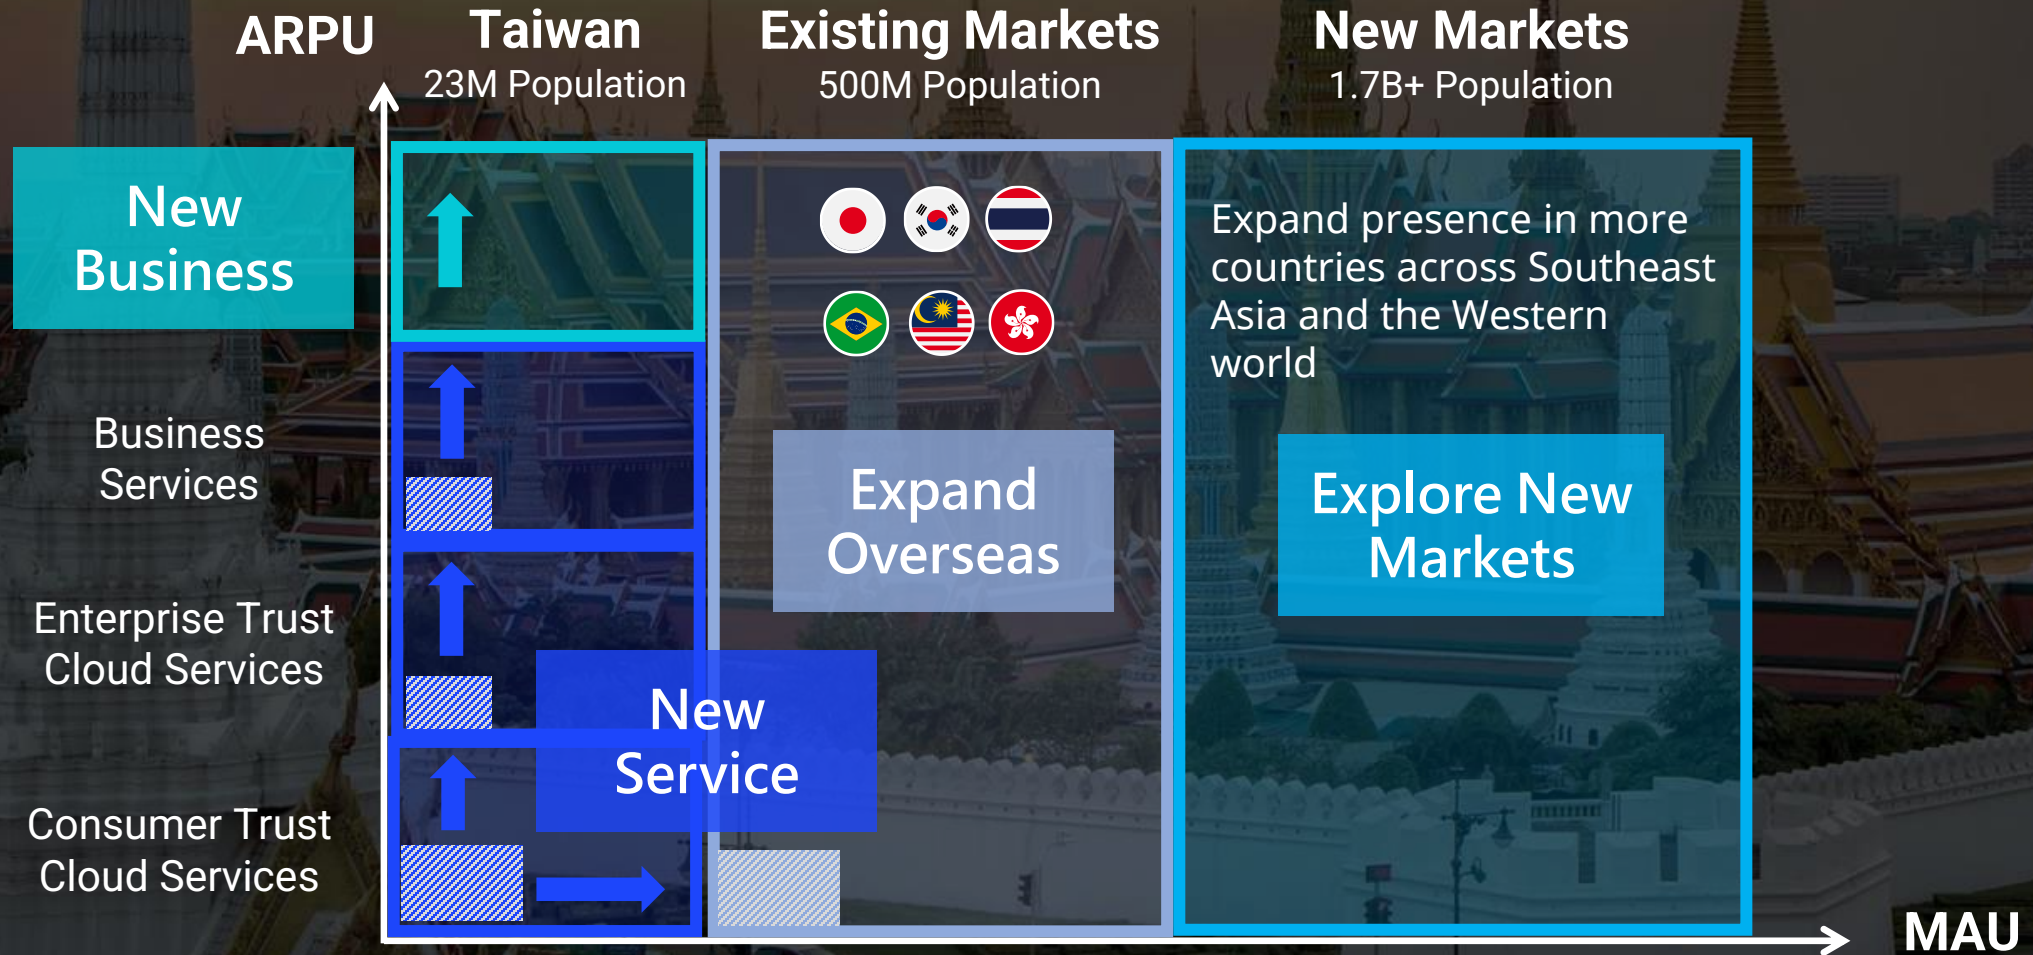 ARPU
Taiwan
23M Population
Existing Markets
500M Population
New Markets
1.7B+ Population
New
Business
Business
Services
Enterprise Trust
Cloud Services
Consumer Trust
Cloud Services
New
Service
Expand
Overseas
Expand presence in more
countries across Southeast
Asia and the Western
world
Explore New
Markets
MAU